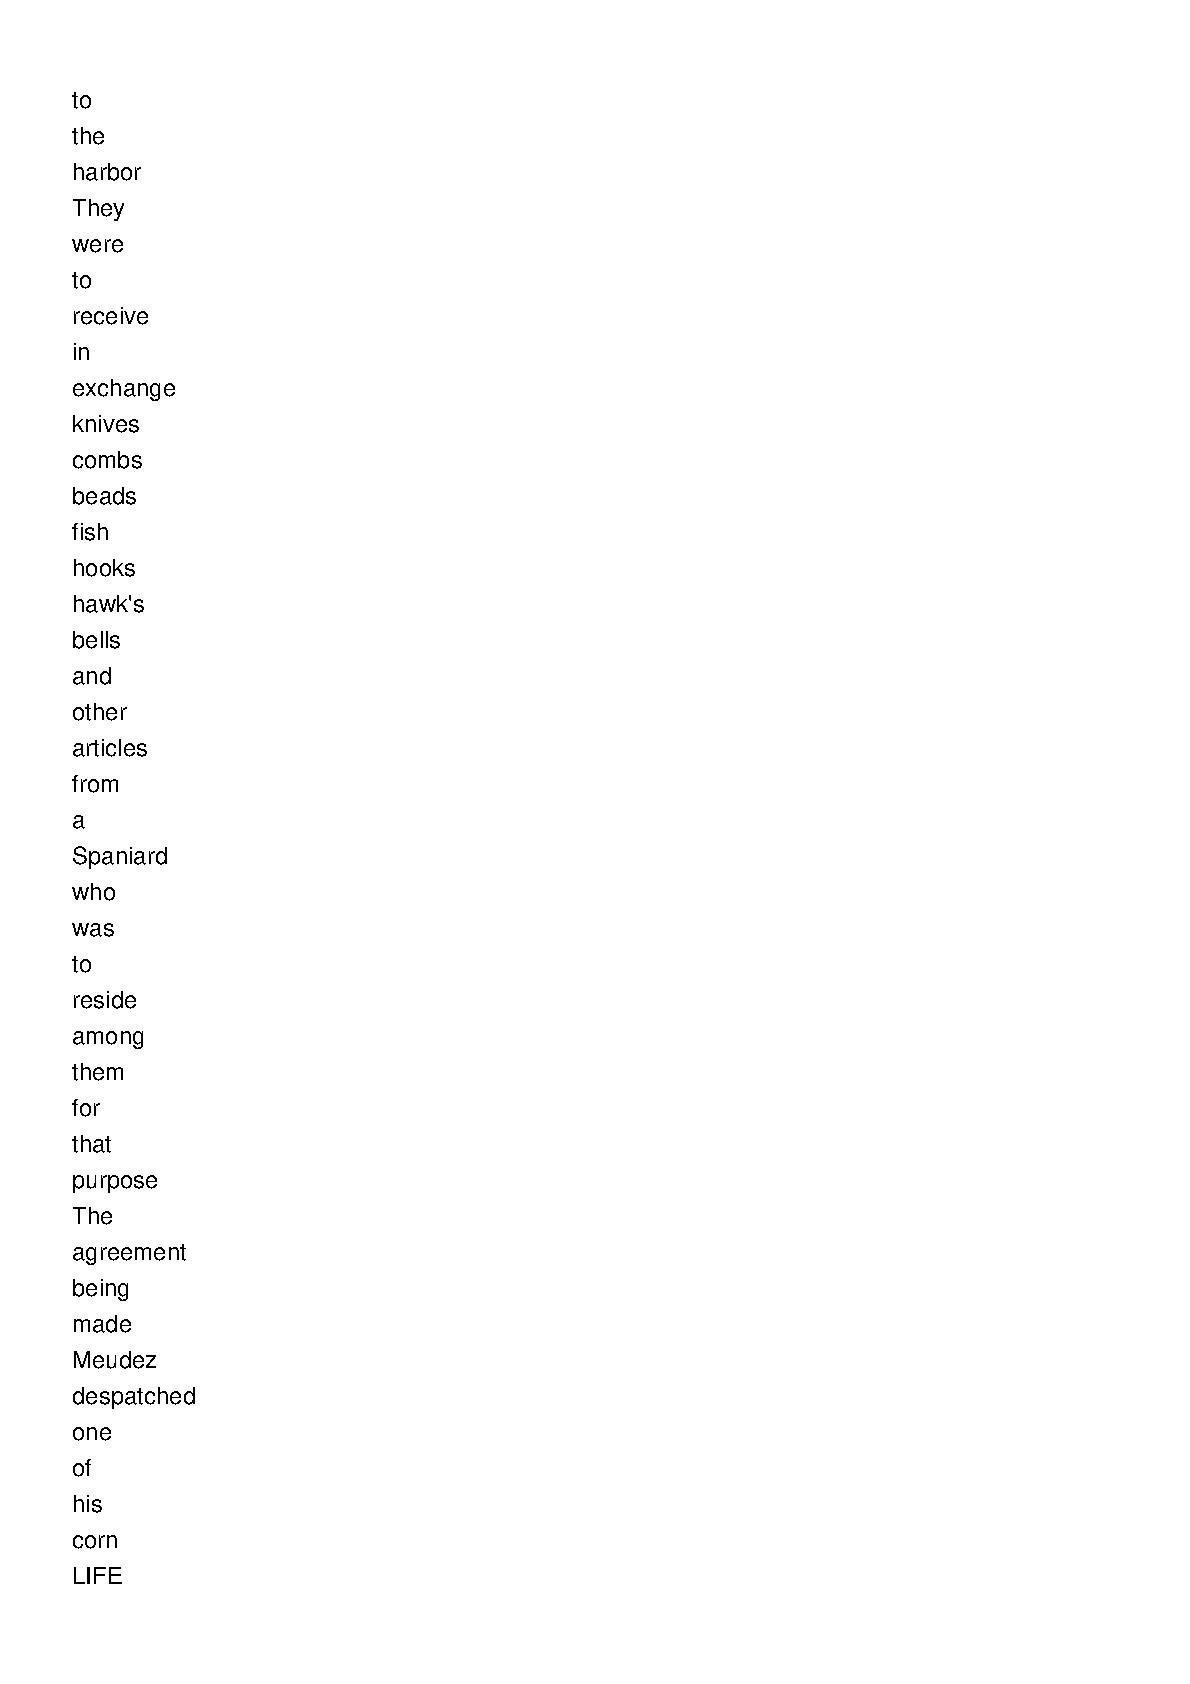 to
the
harbor
They
were
to
receive
in
exchange
knives
combs
beads
fish
hooks
hawk's
bells
and
other
articles
from
a
Spaniard
who
was
to
reside
among
them
for
that
purpose
The
agreement
being
made
Meudez
despatched
one
of
his
corn
LIFE